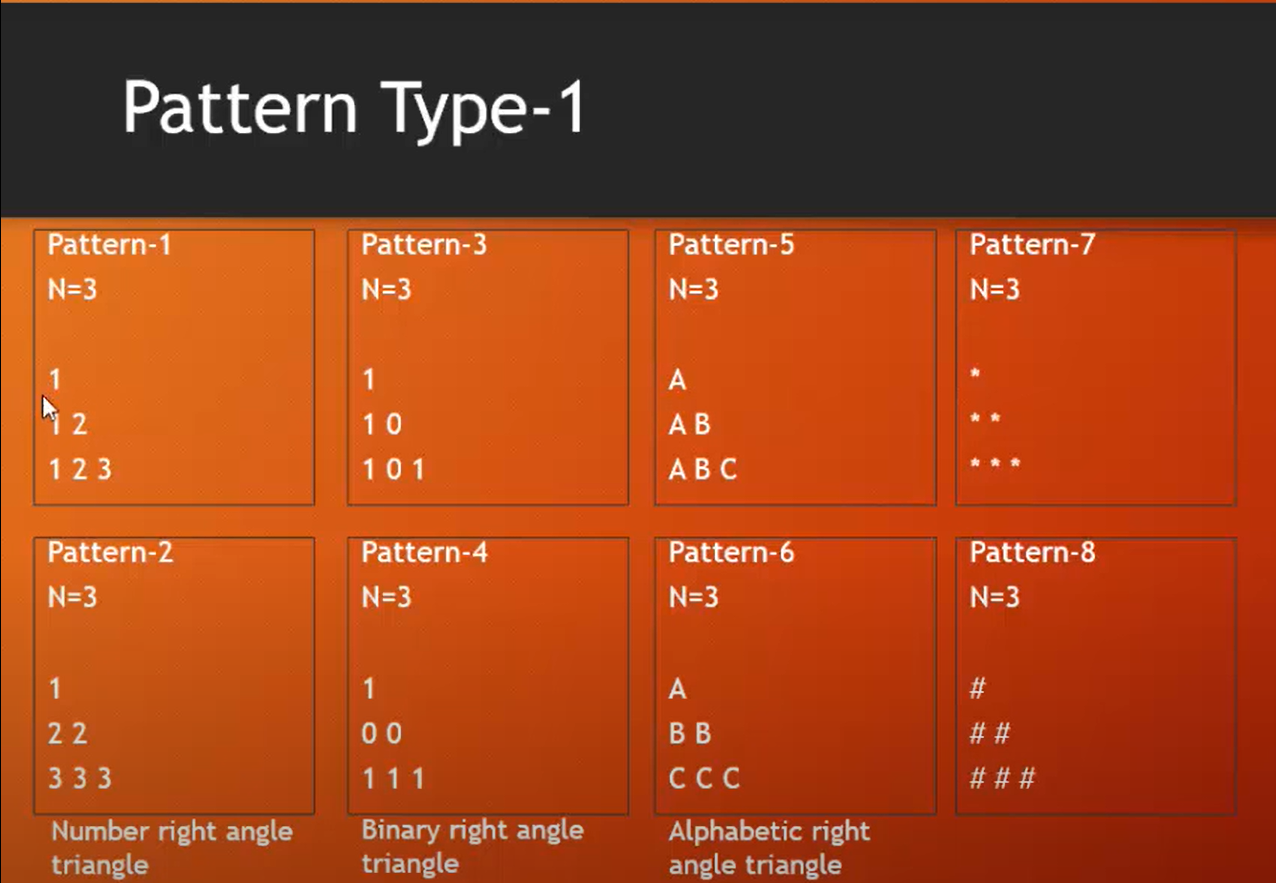 Pattern Type-1
Pattern-1
N=3
1
1 2
1 2 3
Pattern-3
N=3
1
1 0
1 0 1
Pattern-5
N=3
A
A B
A B C
Pattern-7
N=3
*
* *
* * *
Pattern-2
N=3
1
2 2
3 3 3
Number right angle
triangle
Pattern-4
N=3
1
0 0
1 1 1
Binary right angle
triangle
Pattern-6
N=3
A
B B
C C C
Alphabetic right
angle triangle
Pattern-8
N=3
#
# #
# # #